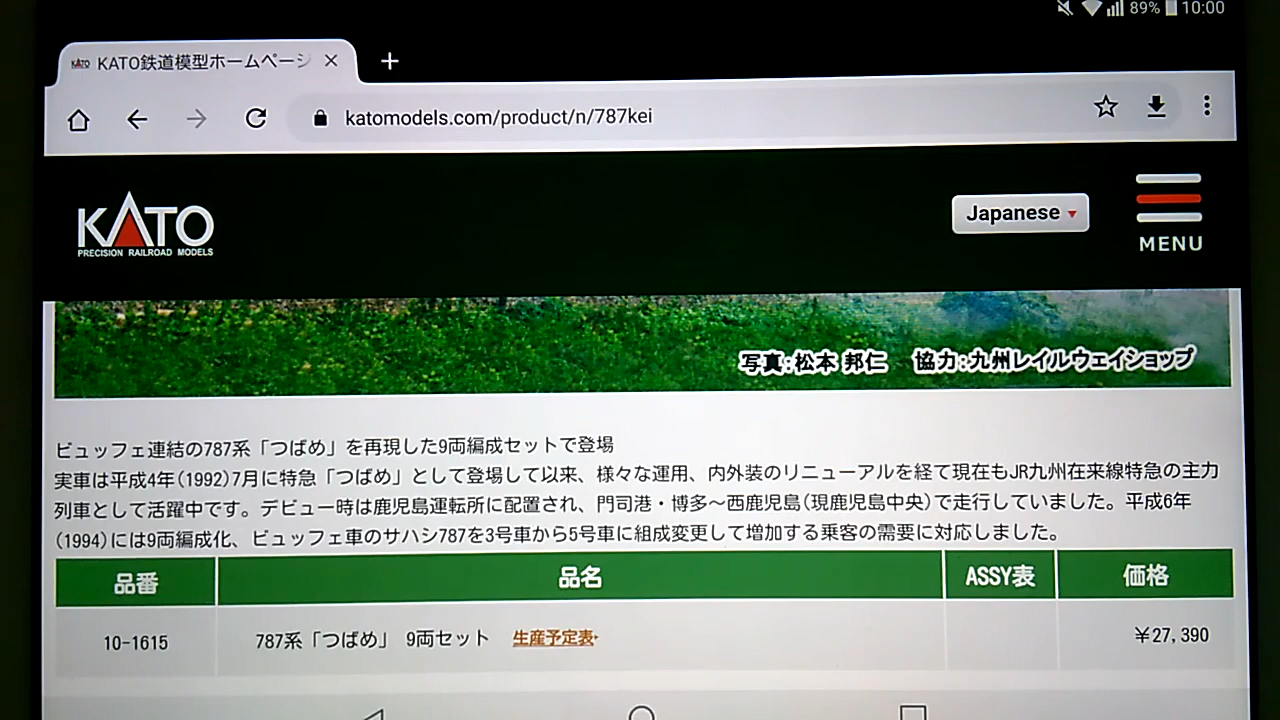 89% 10:00
KATO KATO鉄道模型ホームページ × +
katomodels.com/product/n/787kei
KATO
PRECISION RAILROAD MODELS
Japanese ▾
MENU
写真:松本 邦仁 協力:九州レイルウェイショップ
ビュッフェ連結の787系「つばめ」を再現した9両編成セットで登場
実車は平成4年(1992)7月に特急「つばめ」として登場して以来、様々な運用、内外装のリニューアルを経て現在もJR九州在来線特急の主力
列車として活躍中です。デビュー時は鹿児島運転所に配置され、門司港・博多～西鹿児島(現鹿児島中央)で走行していました。平成6年
(1994)には9両編成化、ビュッフェ車のサハシ787を3号車から5号車に組成変更して増加する乗客の需要に対応しました。
品番 品名 ASSY表 価格
10-1615 787系「つばめ」 9両セット 生産予定表 ￥27,390